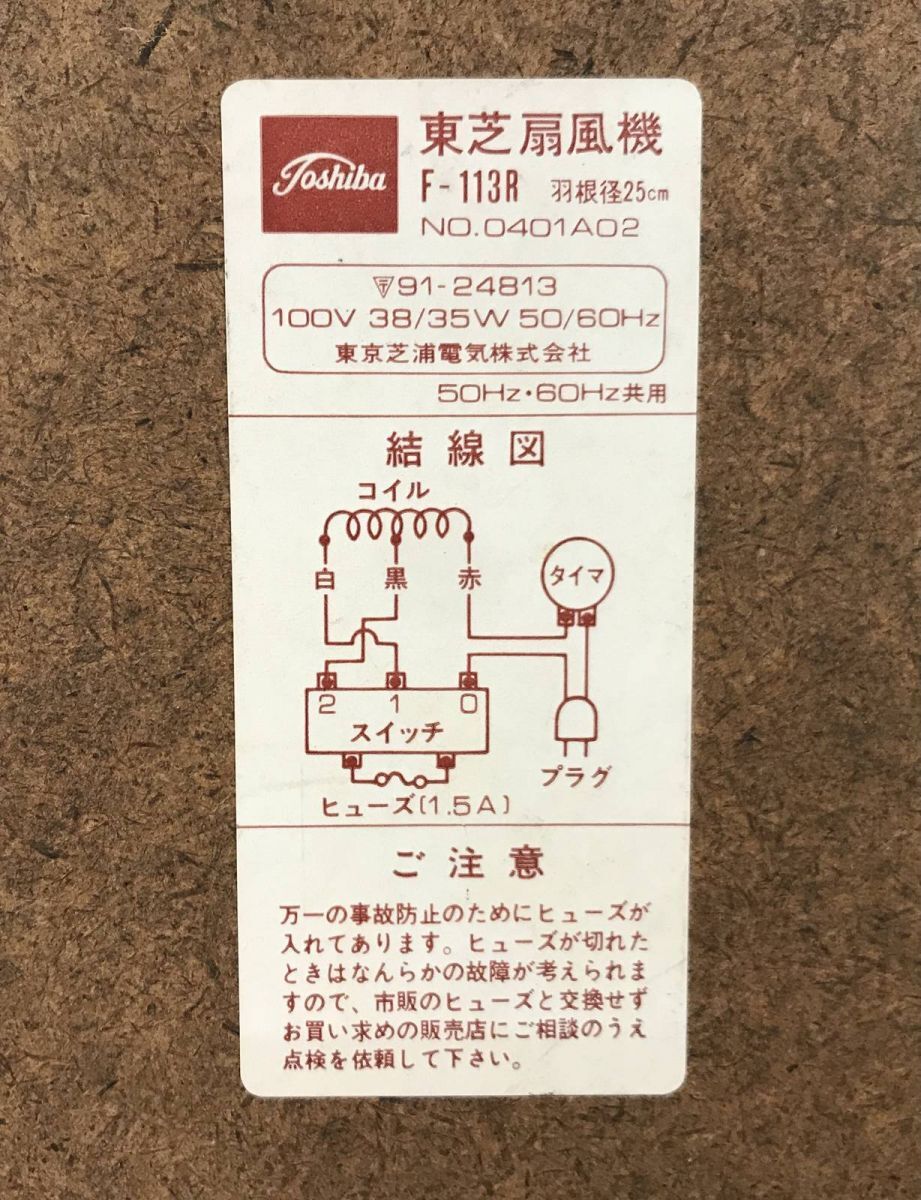 Toshiba
東芝扇風機
F-113R 羽根径25cm
NO.0401A02
〒91-24813
100V 38/35W 50/60Hz
東京芝浦電気株式会社
50Hz・60Hz共用
結線図
コイル
白 黒 赤 タイマ
2 1 0
スイッチ
プラグ
ヒューズ(1.5A)
ご注意
万一の事故防止のためにヒューズが
入れてあります。ヒューズが切れた
ときはなんらかの故障が考えられま
すので、市販のヒューズと交換せず
お買い求めの販売店にご相談のうえ
点検を依頼して下さい。